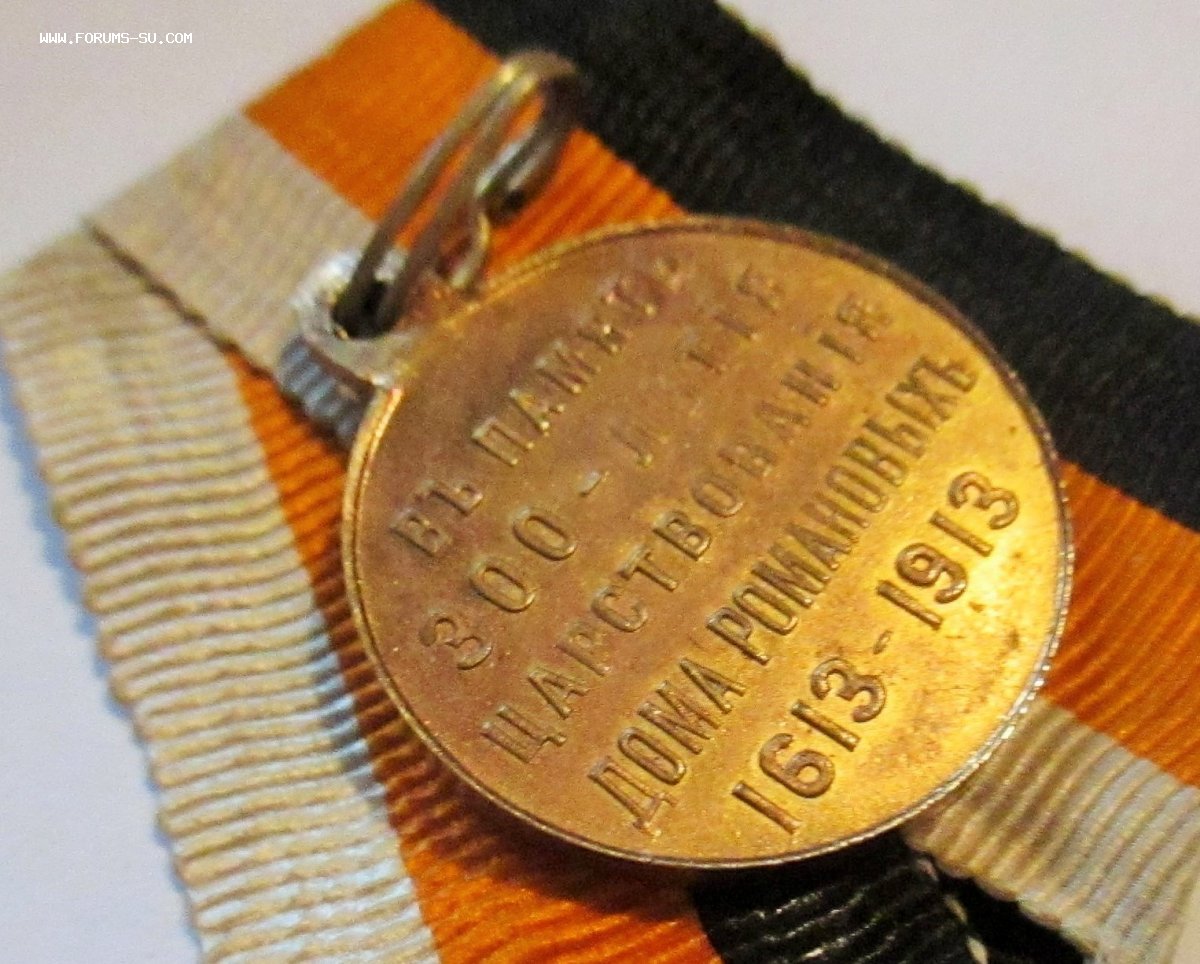 WWW.FORUMS-SU.COM
ВЪ ПАМЯТЬ
300-ЛѢТІЯ
ЦАРСТВОВАНІЯ
ДОМА РОМАНОВЫХЪ
1613-1913